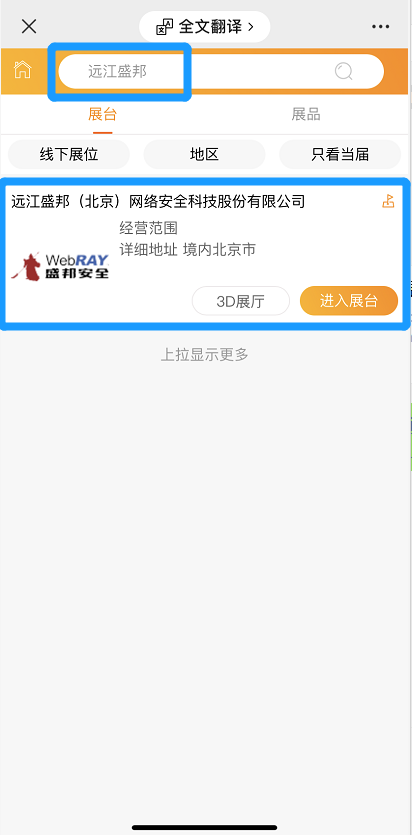 全文翻译
远江盛邦
展台 展品
线下展位 地区 只看当届
远江盛邦（北京）网络安全科技股份有限公司
经营范围
详细地址 境内北京市
WebRAY
盛邦安全
3D展厅 进入展台
上拉显示更多